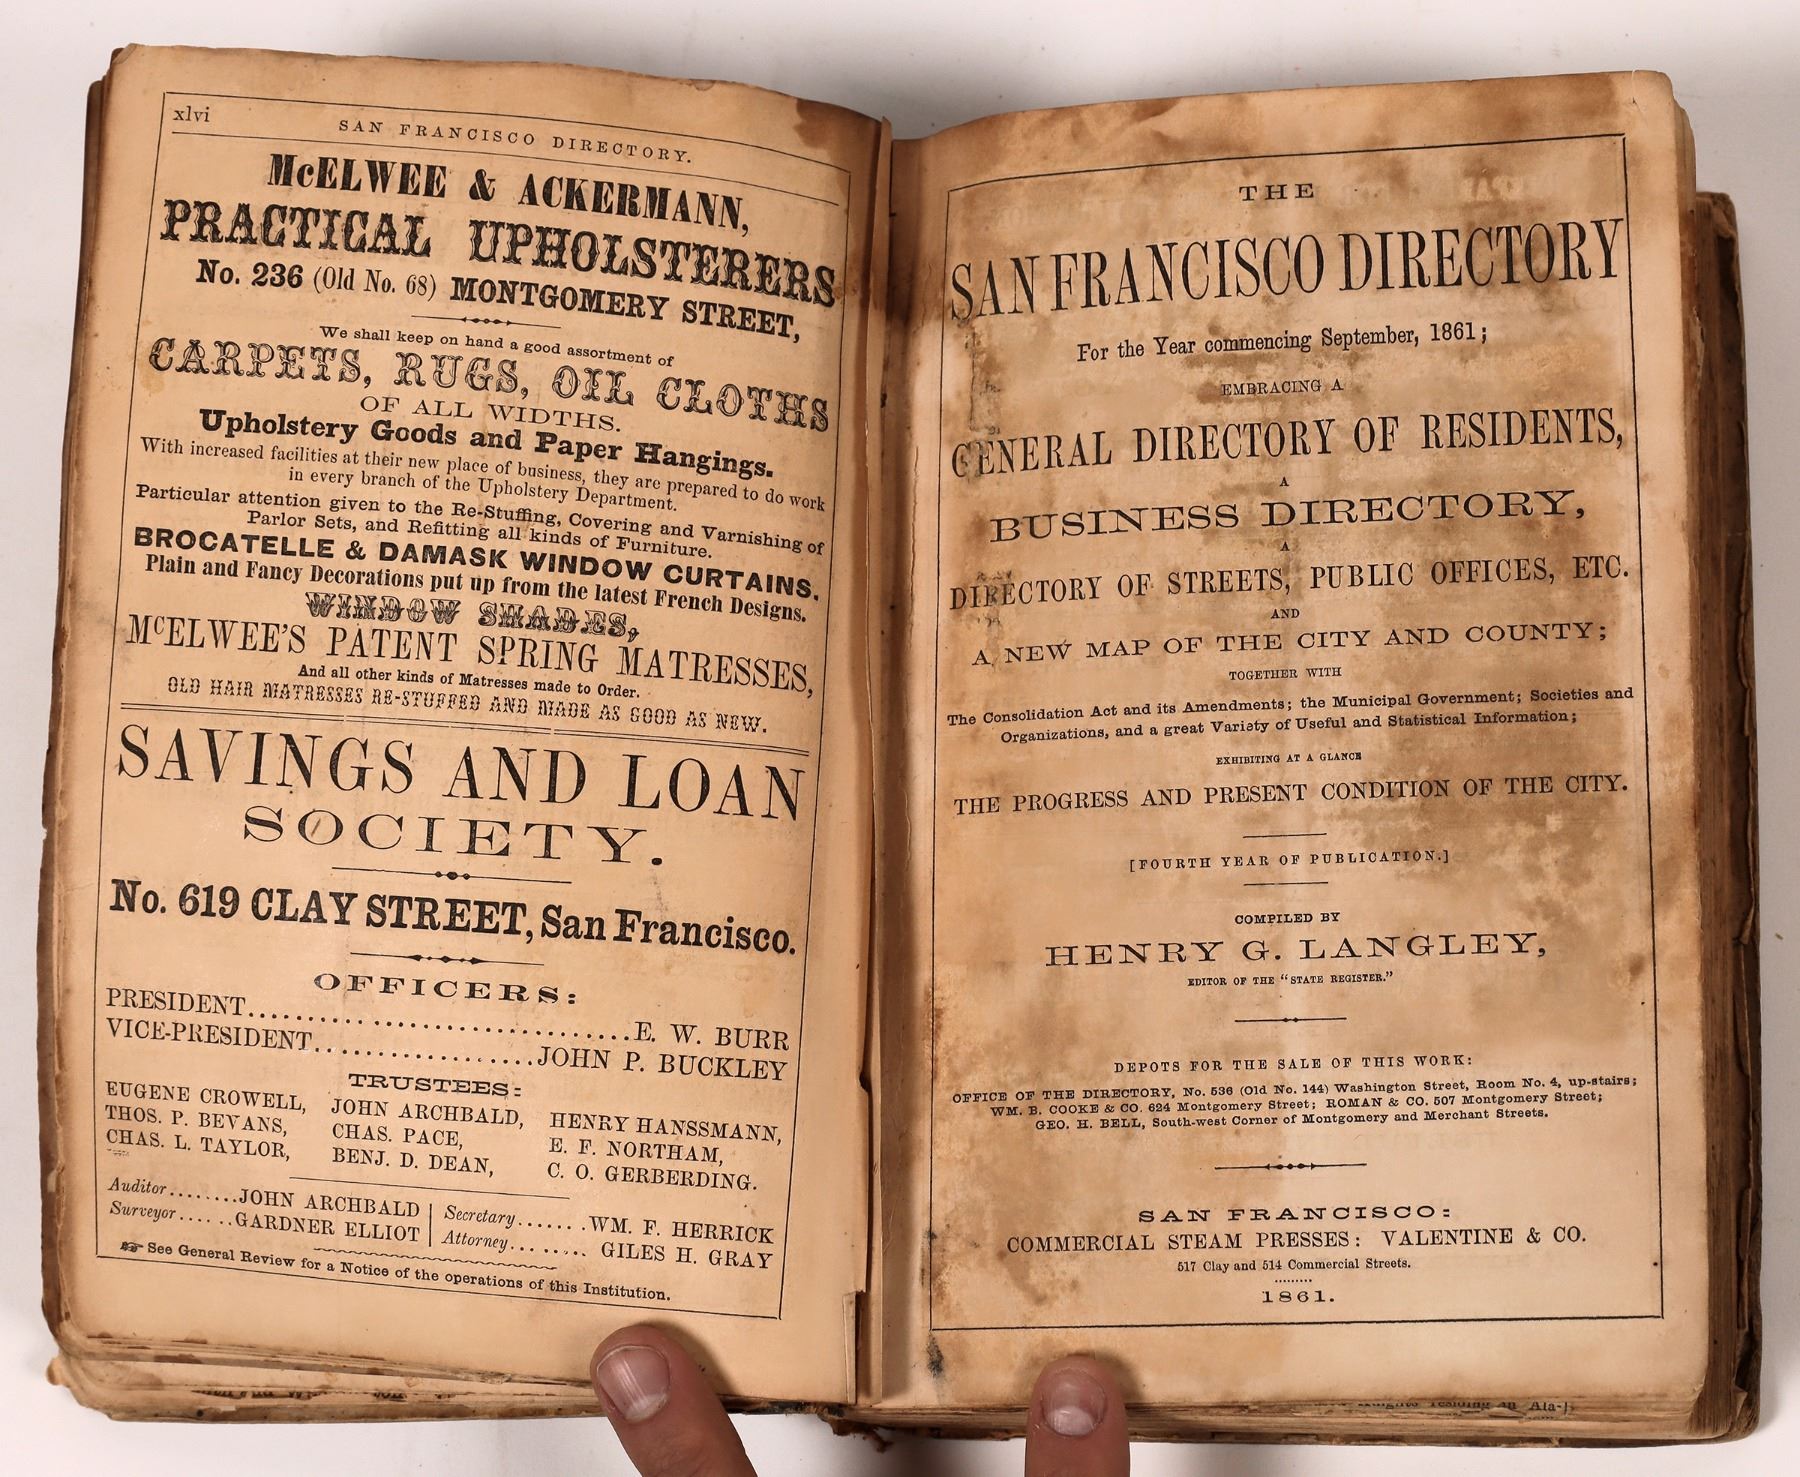 xlvi
SAN FRANCISCO DIRECTORY.
McELWEE & ACKERMANN,
PRACTICAL UPHOLSTERERS
No. 236 (Old No. 68) MONTGOMERY STREET,
We shall keep on hand a good assortment of
CARPETS, RUGS, OIL CLOTHS
OF ALL WIDTHS.
Upholstery Goods and Paper Hangings.
With increased facilities at their new place of business, they are prepared to do work
in every branch of the Upholstery Department.
Particular attention given to the Re-Stuffing, Covering and Varnishing of
Parlor Sets, and Refitting all kinds of Furniture.
BROCATELLE & DAMASK WINDOW CURTAINS.
Plain and Fancy Decorations put up from the latest French Designs.
WINDOW SHADES,
McELWEE'S PATENT SPRING MATRESSES,
And all other kinds of Matresses made to Order.
OLD HAIR MATRESSES RE-STUFFED AND MADE AS GOOD AS NEW.
SAVINGS AND LOAN
SOCIETY.
No. 619 CLAY STREET, San Francisco.
OFFICERS:
PRESIDENT..................................E. W. BURR
VICE-PRESIDENT....................JOHN P. BUCKLEY
TRUSTEES:
EUGENE CROWELL, JOHN ARCHBALD, HENRY HANSSMANN,
THOS. P. BEVANS, CHAS. PACE, E. F. NORTHAM,
CHAS. L. TAYLOR, BENJ. D. DEAN, C. O. GERBERDING.
Auditor........JOHN ARCHBALD | Secretary.......WM. F. HERRICK
Surveyor......GARDNER ELLIOT | Attorney........ GILES H. GRAY
☞ See General Review for a Notice of the operations of this Institution.
THE
SAN FRANCISCO DIRECTORY
For the Year commencing September, 1861;
EMBRACING A
GENERAL DIRECTORY OF RESIDENTS,
A
BUSINESS DIRECTORY,
A
DIRECTORY OF STREETS, PUBLIC OFFICES, ETC.
AND
A NEW MAP OF THE CITY AND COUNTY;
TOGETHER WITH
The Consolidation Act and its Amendments; the Municipal Government; Societies and
Organizations, and a great Variety of Useful and Statistical Information;
EXHIBITING AT A GLANCE
THE PROGRESS AND PRESENT CONDITION OF THE CITY.
[FOURTH YEAR OF PUBLICATION.]
COMPILED BY
HENRY G. LANGLEY,
EDITOR OF THE "STATE REGISTER."
DEPOTS FOR THE SALE OF THIS WORK:
OFFICE OF THE DIRECTORY, No. 536 (Old No. 144) Washington Street, Room No. 4, up-stairs;
WM. B. COOKE & CO. 624 Montgomery Street; ROMAN & CO. 507 Montgomery Street;
GEO. H. BELL, South-west Corner of Montgomery and Merchant Streets.
SAN FRANCISCO:
COMMERCIAL STEAM PRESSES: VALENTINE & CO.
517 Clay and 514 Commercial Streets.
1861.
residing in Ala-